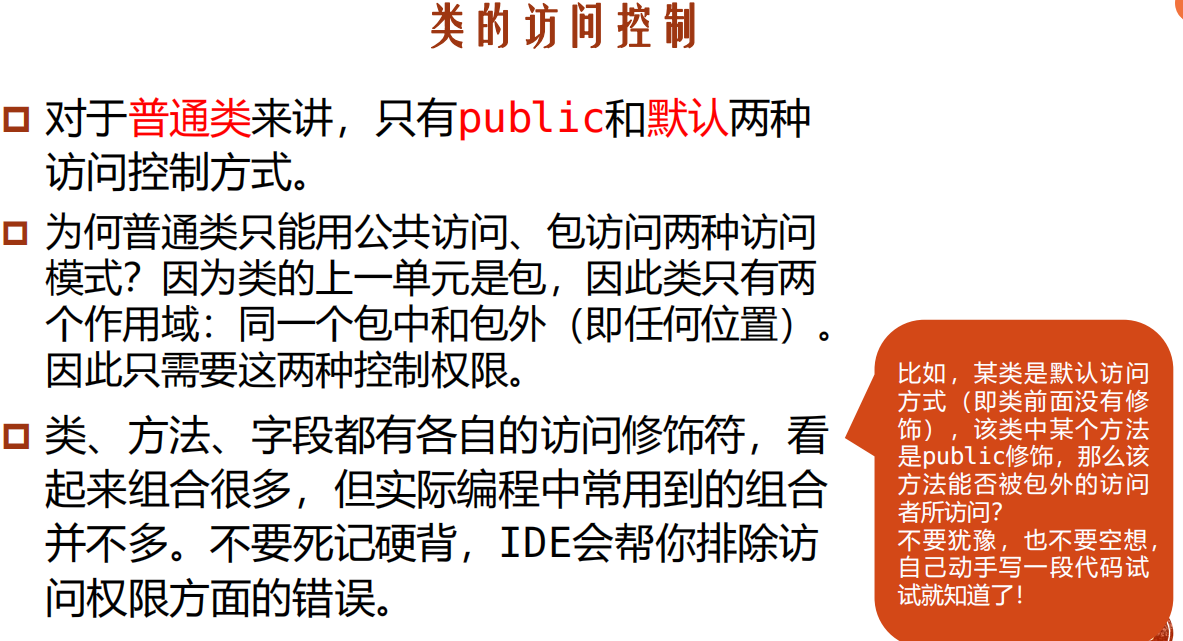 类的访问控制
对于普通类来讲，只有public和默认两种
访问控制方式。
为何普通类只能用公共访问、包访问两种访问
模式？因为类的上一单元是包，因此类只有两
个作用域：同一个包中和包外（即任何位置）。
因此只需要这两种控制权限。
类、方法、字段都有各自的访问修饰符，看
起来组合很多，但实际编程中常用到的组合
并不多。不要死记硬背，IDE会帮你排除访
问权限方面的错误。
比如，某类是默认访问
方式（即类前面没有修
饰），该类中某个方法
是public修饰，那么该
方法能否被包外的访问
者所访问？
不要犹豫，也不要空想，
自己动手写一段代码试
试就知道了！